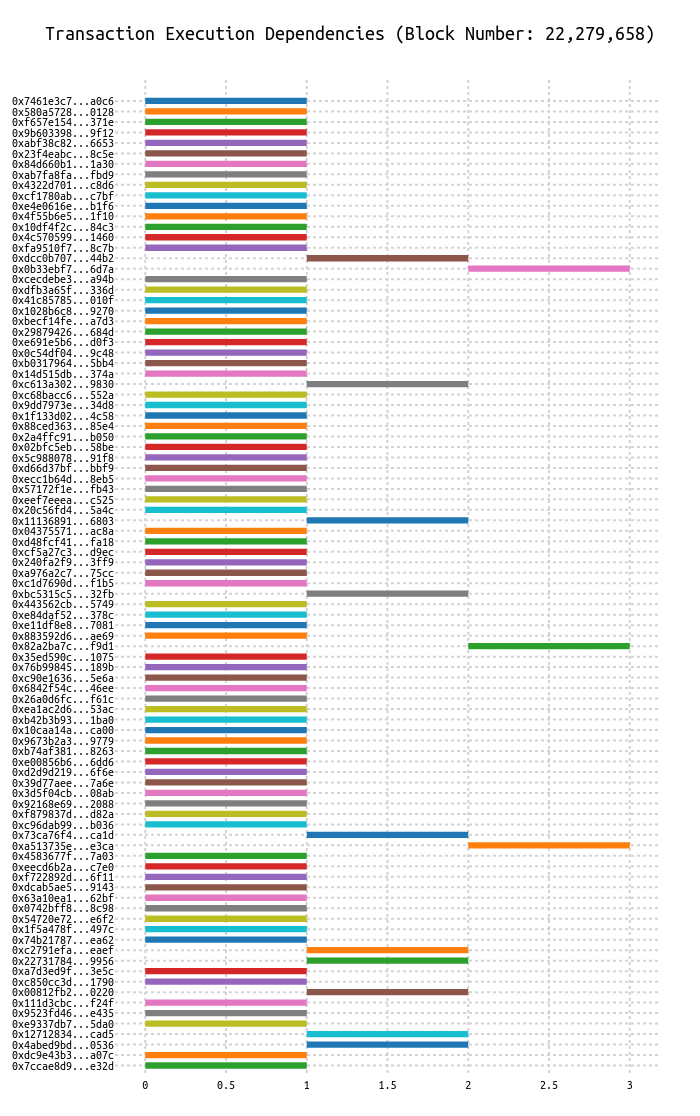 Transaction Execution Dependencies (Block Number: 22,279,658)
0x7461e3c7...a0c6
0x580a5728...0128
0xf657e154...371e
0x9b603398...9f12
0xabf38c82...6653
0x23f4eabc...8c5e
0x84d660b1...1a30
0xab7fa8fa...fbd9
0x4322d701...c8d6
0xcf1780ab...c7bf
0xe4e0616e...b1f6
0x4f55b6e5...1f10
0x10df4f2c...84c3
0x4c570599...1460
0xfa9510f7...8c7b
0xdcc0b707...44b2
0x0b33ebf7...6d7a
0xcecdebe3...a94b
0xdfb3a65f...336d
0x41c85785...010f
0x1028b6c8...9270
0xbecf14fe...a7d3
0x29879426...684d
0xe691e5b6...d0f3
0x0c54df04...9c48
0xb0317964...5bb4
0x14d515db...374a
0xc613a302...9830
0xc68bacc6...552a
0x9dd7973e...34d8
0x1f133d02...4c58
0x88ced363...85e4
0x2a4ffc91...b050
0x02bfc5eb...58be
0x5c988078...91f8
0xd66d37bf...bbf9
0xecc1b64d...8eb5
0x57172f1e...fb43
0xeef7eeea...c525
0x20c56fd4...5a4c
0x11136891...6803
0x04375571...ac8a
0xd48fcf41...fa18
0xcf5a27c3...d9ec
0x240fa2f9...3ff9
0xa976a2c7...75cc
0xc1d7690d...f1b5
0xbc5315c5...32fb
0x443562cb...5749
0xe84daf52...378c
0xe11df8e8...7081
0x883592d6...ae69
0x82a2ba7c...f9d1
0x35ed590c...1075
0x76b99845...189b
0xc90e1636...5e6a
0x6842f54c...46ee
0x26a0d6fc...f61c
0xea1ac2d6...53ac
0xb42b3b93...1ba0
0x10caa14a...ca00
0x9673b2a3...9779
0xb74af381...8263
0xe00856b6...6dd6
0xd2d9d219...6f6e
0x39d77aee...7a6e
0x3d5f04cb...08ab
0x92168e69...2088
0xf879837d...d82a
0xc96dab99...b036
0x73ca76f4...ca1d
0xa513735e...e3ca
0x4583677f...7a03
0xeecd6b2a...c7e0
0xf722892d...6f11
0xdcab5ae5...9143
0x63a10ea1...62bf
0x0742bff8...8c98
0x54720e72...e6f2
0x1f5a478f...497c
0x74b21787...ea62
0xc2791efa...eaef
0x22731784...9956
0xa7d3ed9f...3e5c
0xc850cc3d...1790
0x00812fb2...0220
0x111d3cbc...f24f
0x9523fd46...e435
0xe9337db7...5da0
0x12712834...cad5
0x4abed9bd...0536
0xdc9e43b3...a07c
0x7ccae8d9...e32d
0 0.5 1 1.5 2 2.5 3